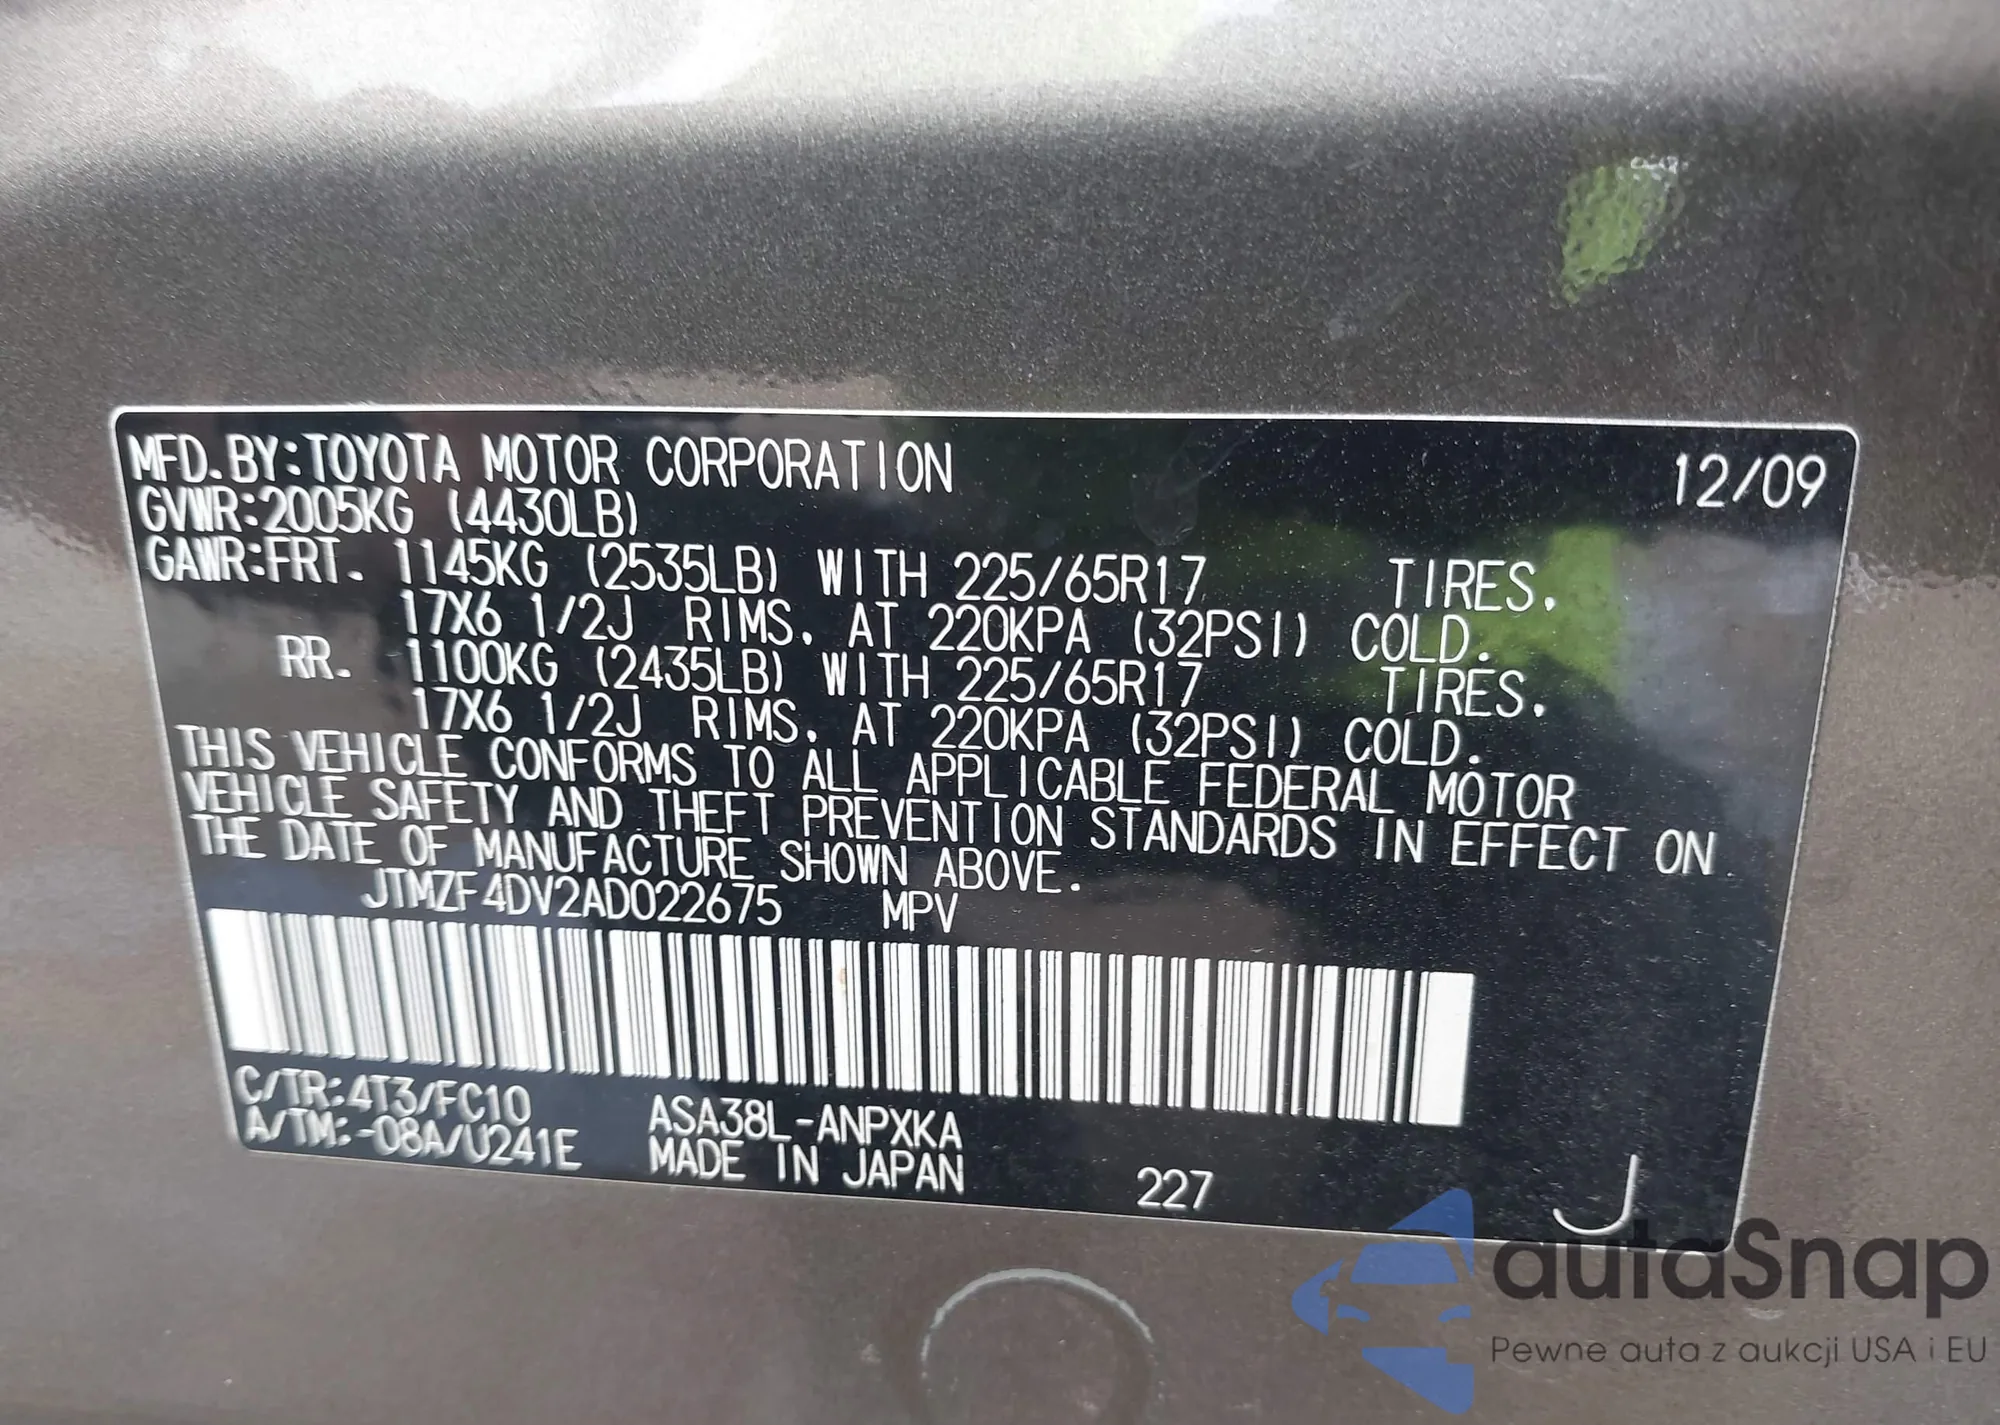 MFD.BY:TOYOTA MOTOR CORPORATION 12/09
GVWR:2005KG (4430LB)
GAWR:FRT. 1145KG (2535LB) WITH 225/65R17 TIRES.
17X6 1/2J RIMS. AT 220KPA (32PSI) COLD.
RR. 1100KG (2435LB) WITH 225/65R17 TIRES.
17X6 1/2J RIMS. AT 220KPA (32PSI) COLD.
THIS VEHICLE CONFORMS TO ALL APPLICABLE FEDERAL MOTOR
VEHICLE SAFETY AND THEFT PREVENTION STANDARDS IN EFFECT ON
THE DATE OF MANUFACTURE SHOWN ABOVE.
JTMZF4DV2AD022675 MPV
C/TR:4T3/FC10 ASA38L-ANPXKA
A/TM:-08A/U241E MADE IN JAPAN 227 J
autaSnap
Pewne auta z aukcji USA i EU